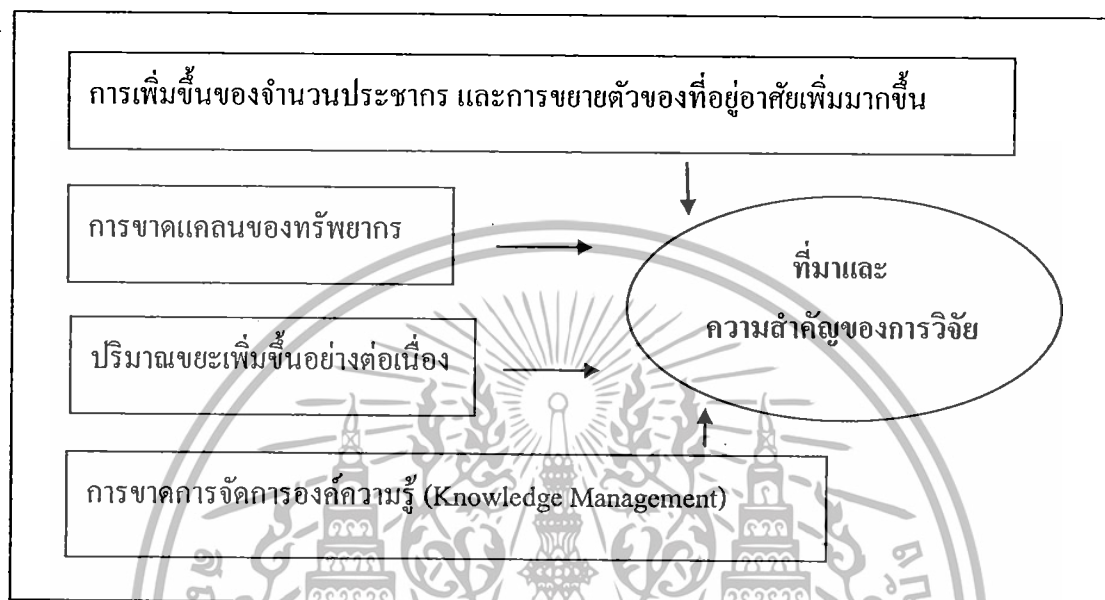 การเพิ่มขึ้นของจำนวนประชากร และการขยายตัวของที่อยู่อาศัยเพิ่มมากขึ้น
การขาดแคลนของทรัพยากร
ที่มาและ
ความสำคัญของการวิจัย
ปริมาณขยะเพิ่มขึ้นอย่างต่อเนื่อง
การขาดการจัดการองค์ความรู้ (Knowledge Management)